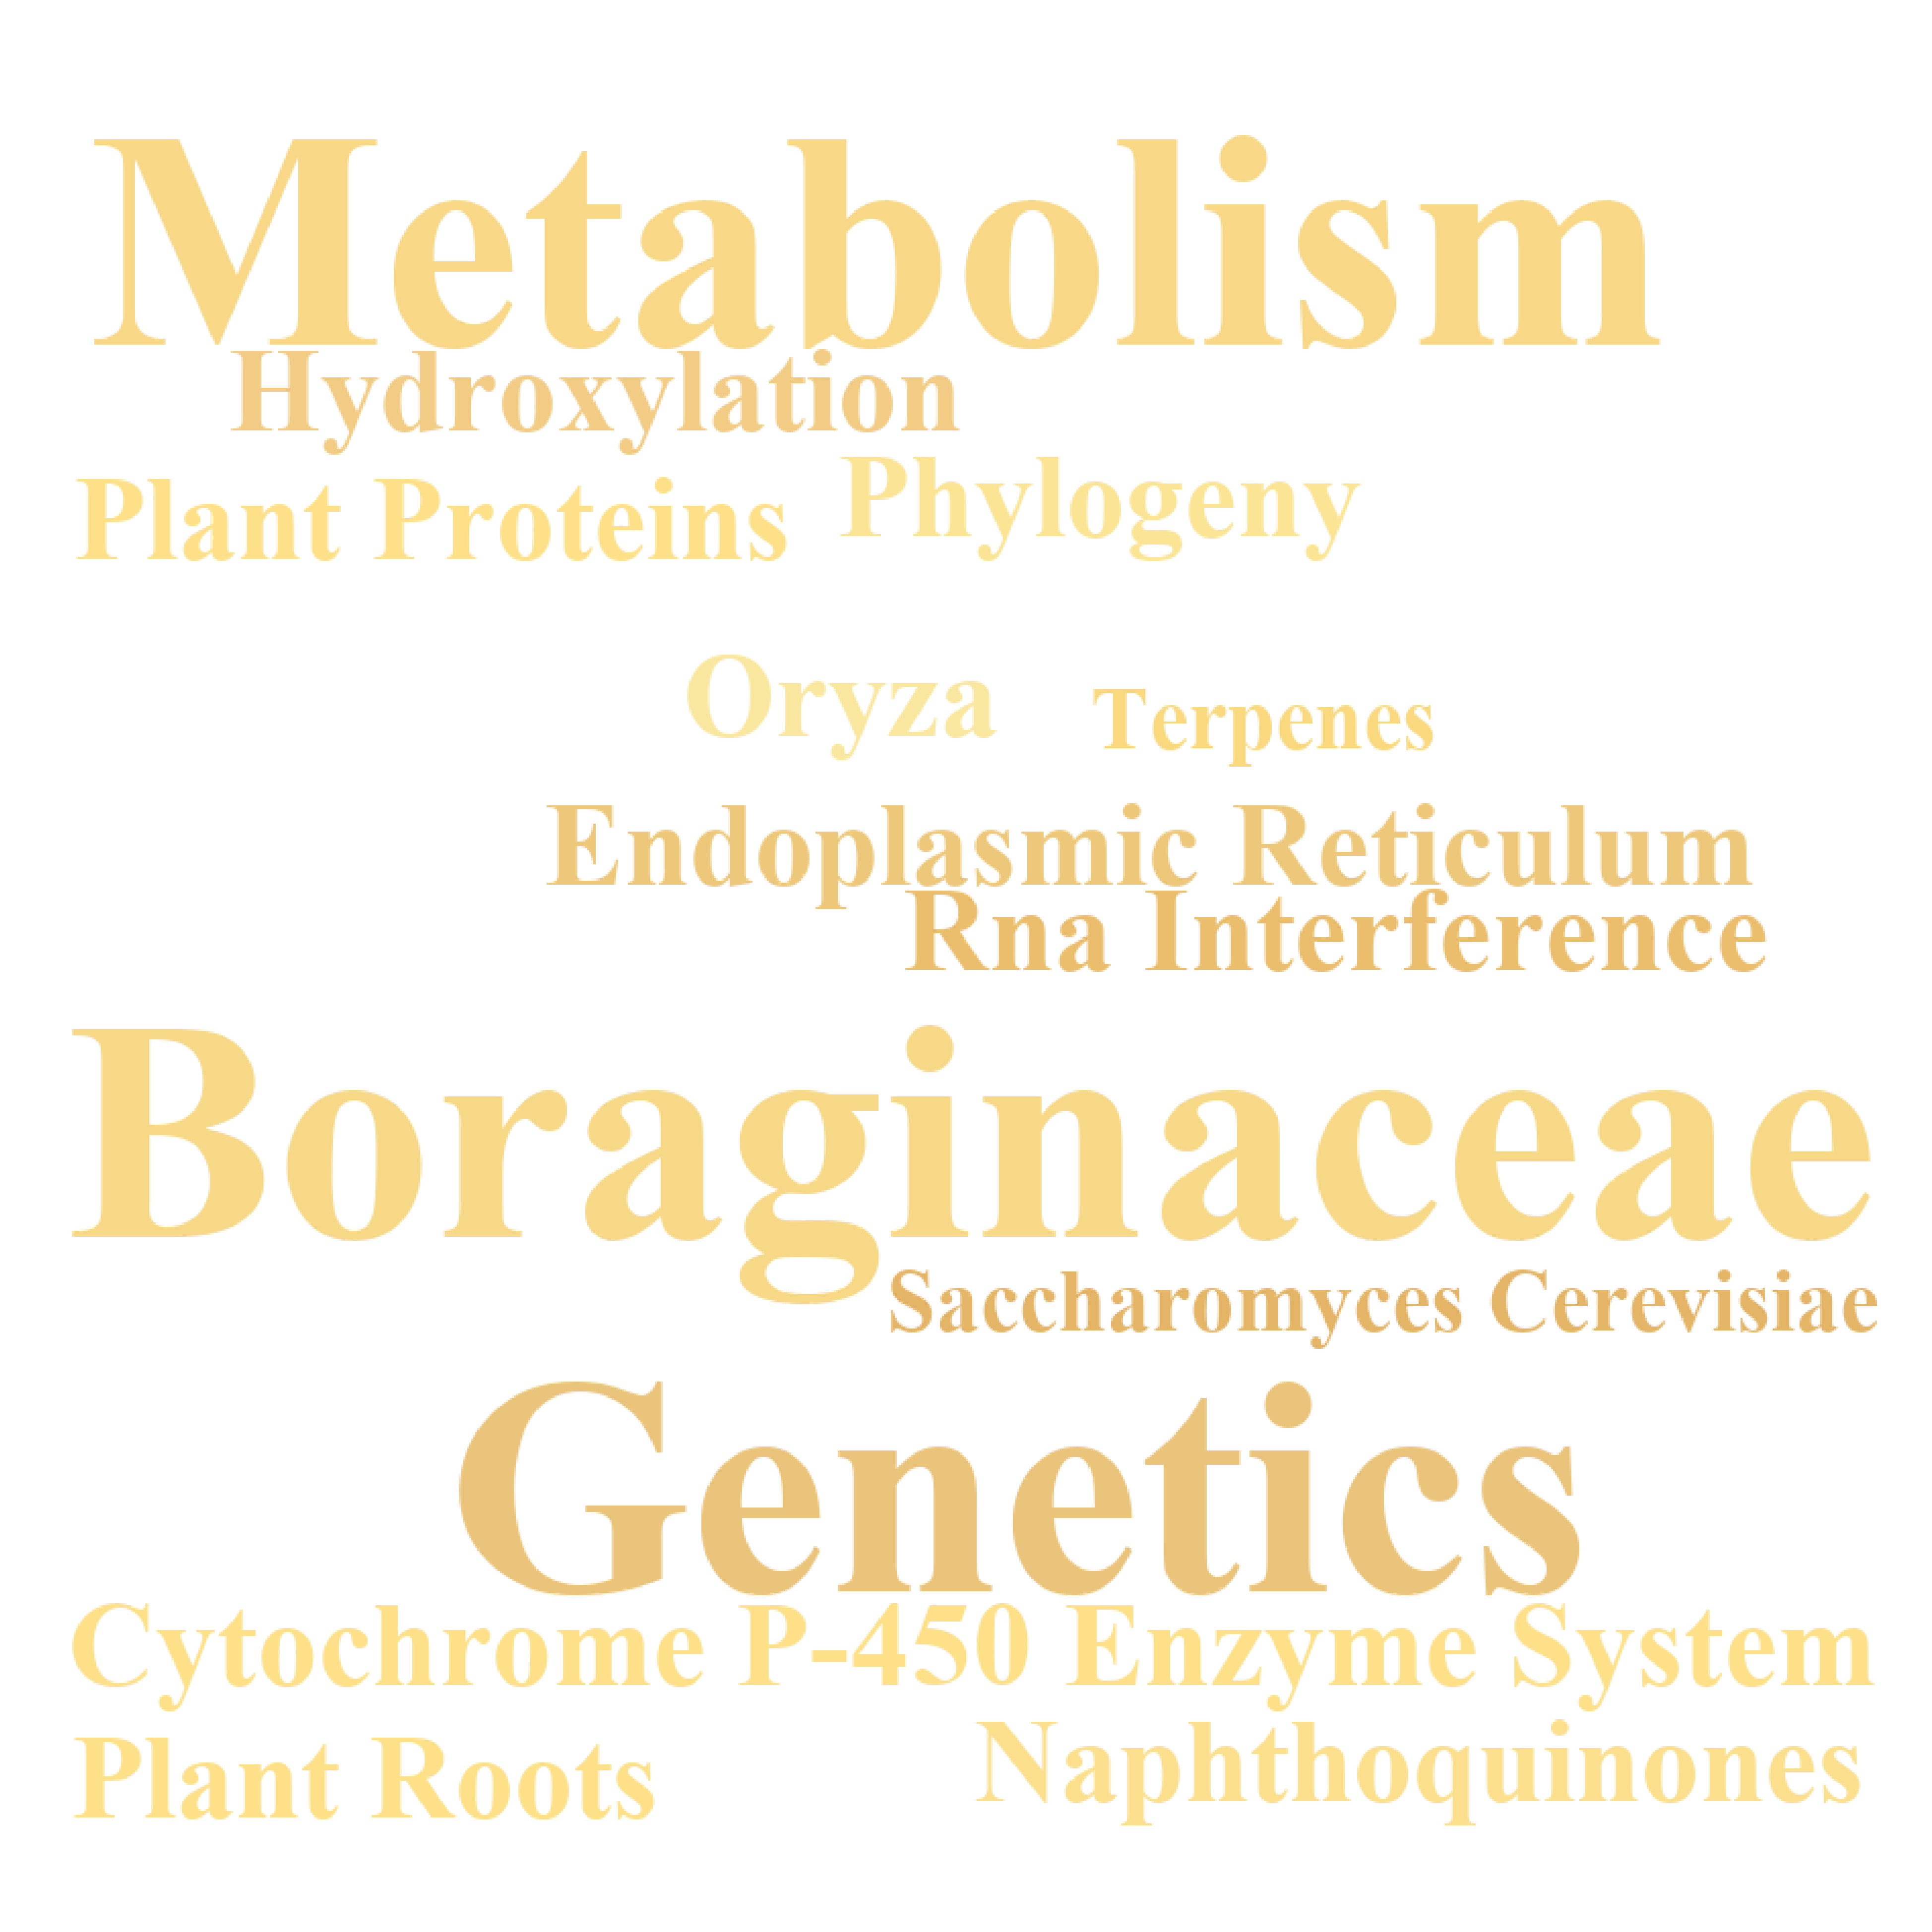 Metabolism
Hydroxylation
Plant Proteins
Phylogeny
Oryza
Terpenes
Endoplasmic Reticulum
Rna Interference
Boraginaceae
Saccharomyces Cerevisiae
Genetics
Cytochrome P-450 Enzyme System
Plant Roots
Naphthoquinones